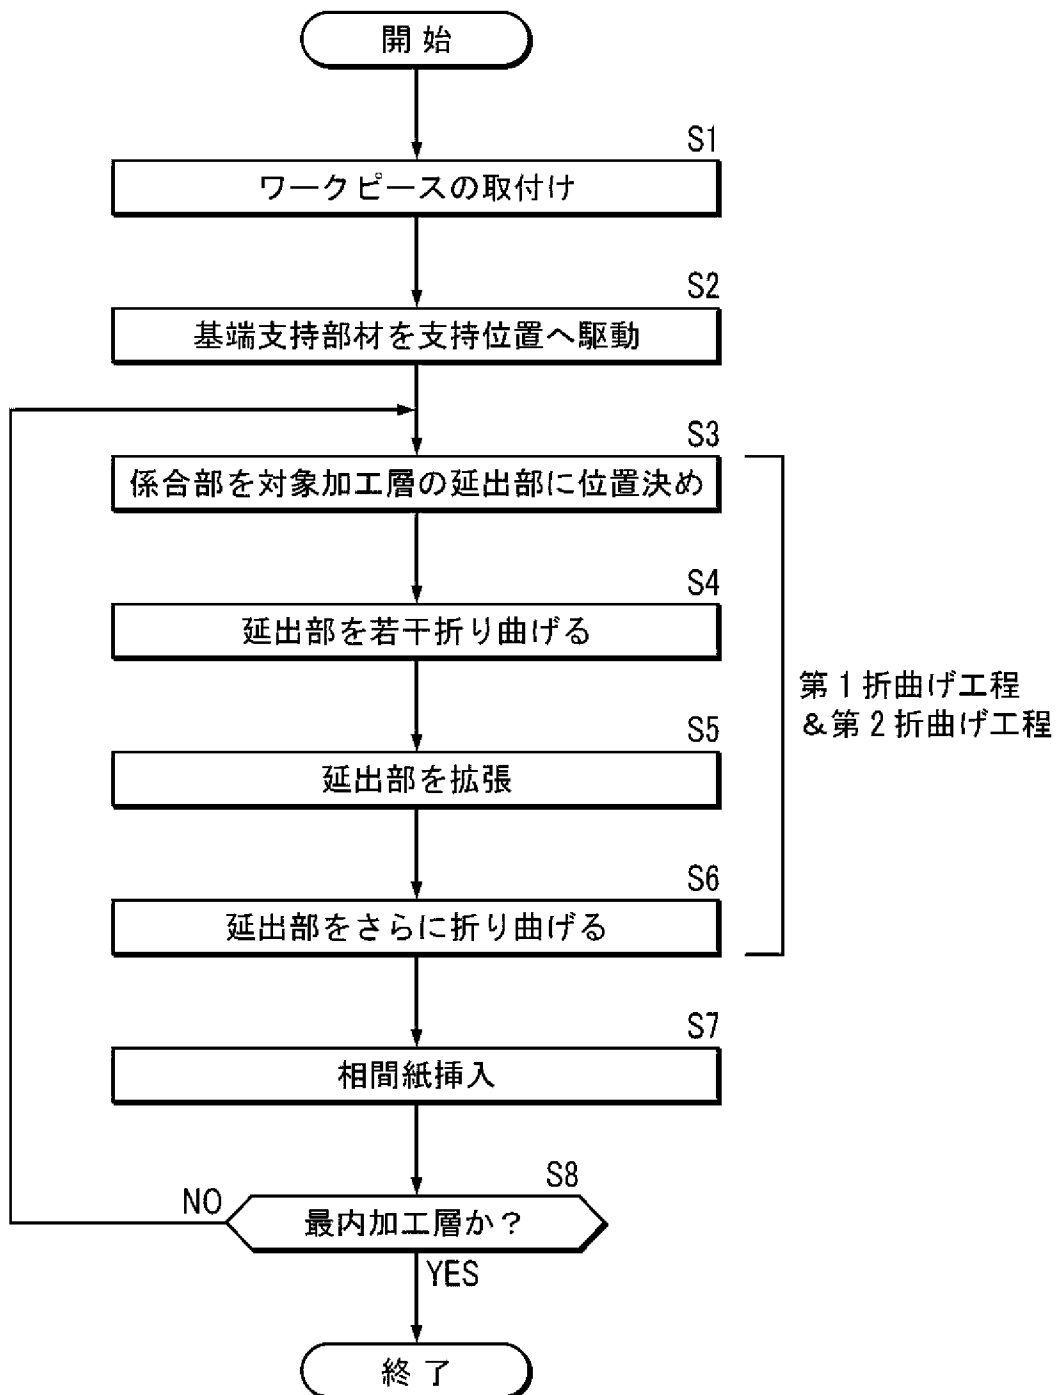 開始
S1
ワークピースの取付け
S2
基端支持部材を支持位置へ駆動
S3
係合部を対象加工層の延出部に位置決め
S4
延出部を若干折り曲げる
第1折曲げ工程
&第2折曲げ工程
S5
延出部を拡張
S6
延出部をさらに折り曲げる
S7
相間紙挿入
S8
NO
最内加工層か?
YES
終了